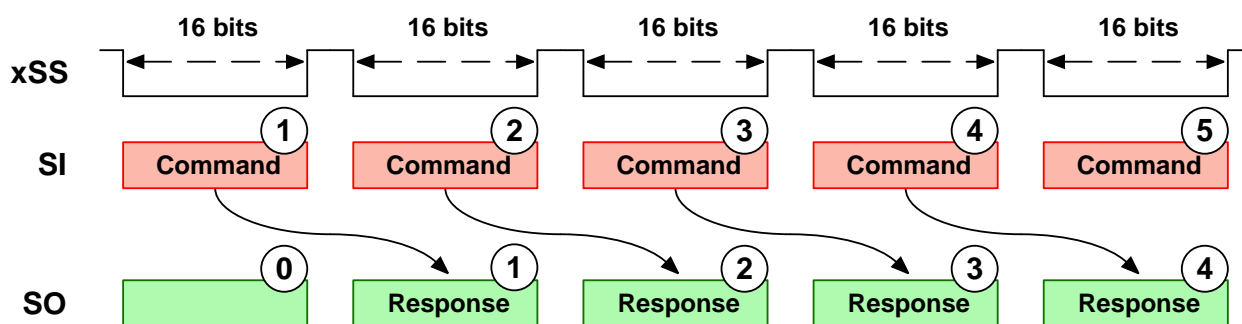 16 bits 16 bits 16 bits 16 bits 16 bits
xSS
1 2 3 4 5
SI Command Command Command Command Command
0 1 2 3 4
SO Response Response Response Response